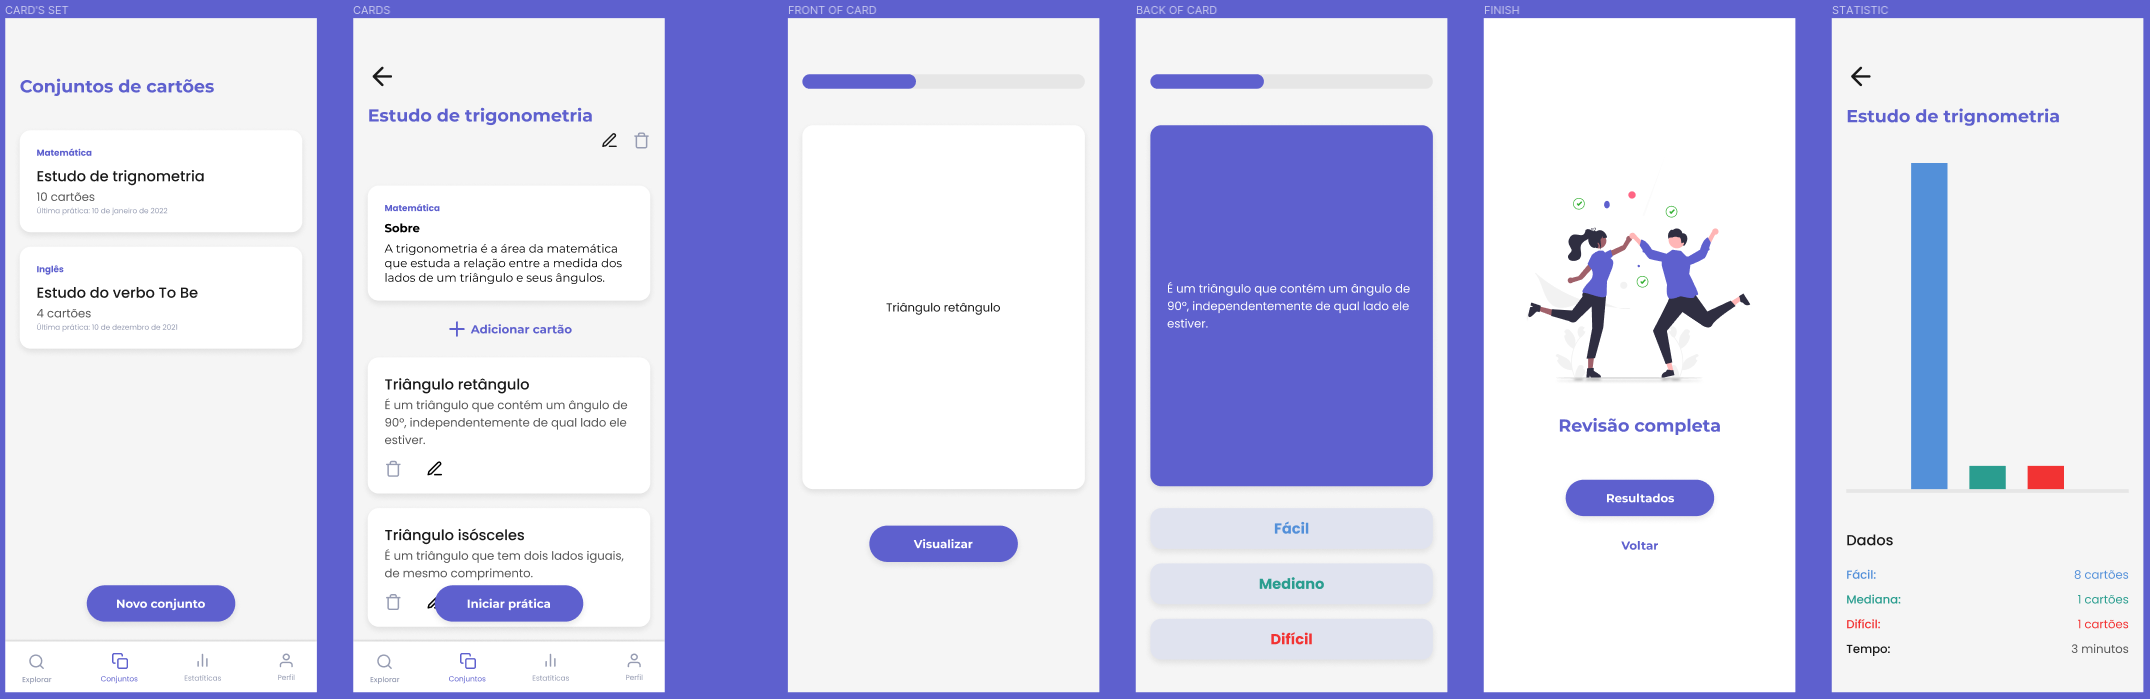 CARD'S SET
Conjuntos de cartões
Matemática
Estudo de trignometria
10 cartões
Última prática: 10 de janeiro de 2022
Inglês
Estudo do verbo To Be
4 cartões
Última prática: 10 de dezembro de 2021
Novo conjunto
Explorar
Conjuntos
Estatíticas
Perfil
CARDS
Estudo de trigonometria
Matemática
Sobre
A trigonometria é a área da matemática
que estuda a relação entre a medida dos
lados de um triângulo e seus ângulos.
Adicionar cartão
Triângulo retângulo
É um triângulo que contém um ângulo de
90º, independentemente de qual lado ele
estiver.
Triângulo isósceles
É um triângulo que tem dois lados iguais,
de mesmo comprimento.
Iniciar prática
Explorar
Conjuntos
Estatíticas
Perfil
FRONT OF CARD
Triângulo retângulo
Visualizar
BACK OF CARD
É um triângulo que contém um ângulo de
90º, independentemente de qual lado ele
estiver.
Fácil
Mediano
Difícil
FINISH
Revisão completa
Resultados
Voltar
STATISTIC
Estudo de trignometria
Dados
Fácil: 8 cartões
Mediana: 1 cartões
Difícil: 1 cartões
Tempo: 3 minutos